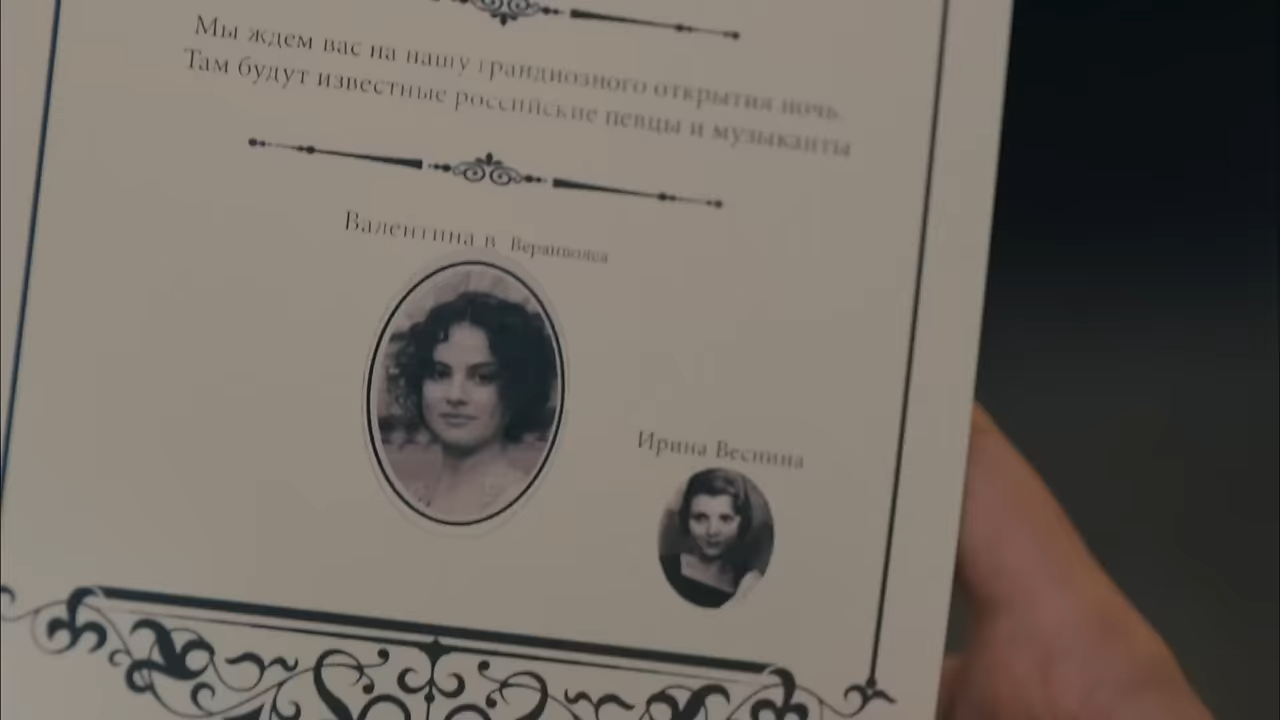 Мы ждем вас на нашу грандиозного открытия ночь.
Там будут известные российские певцы и музыканты
Валентина в
Ирина Веснина